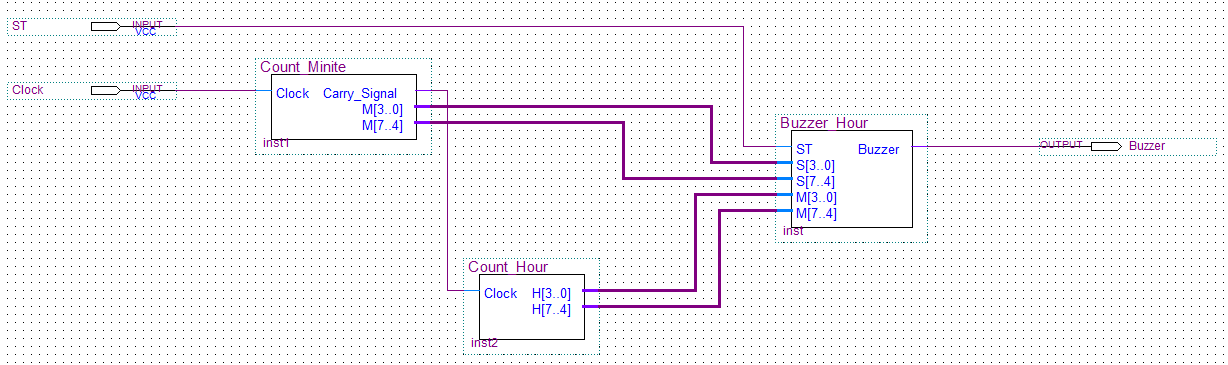 ST INPUT
VCC
Count_Minite
Clock INPUT
VCC
Clock Carry_Signal
M[3..0]
M[7..4]
inst1
Buzzer_Hour
ST Buzzer
S[3..0]
S[7..4]
M[3..0]
M[7..4]
inst
OUTPUT Buzzer
Count_Hour
Clock H[3..0]
H[7..4]
inst2